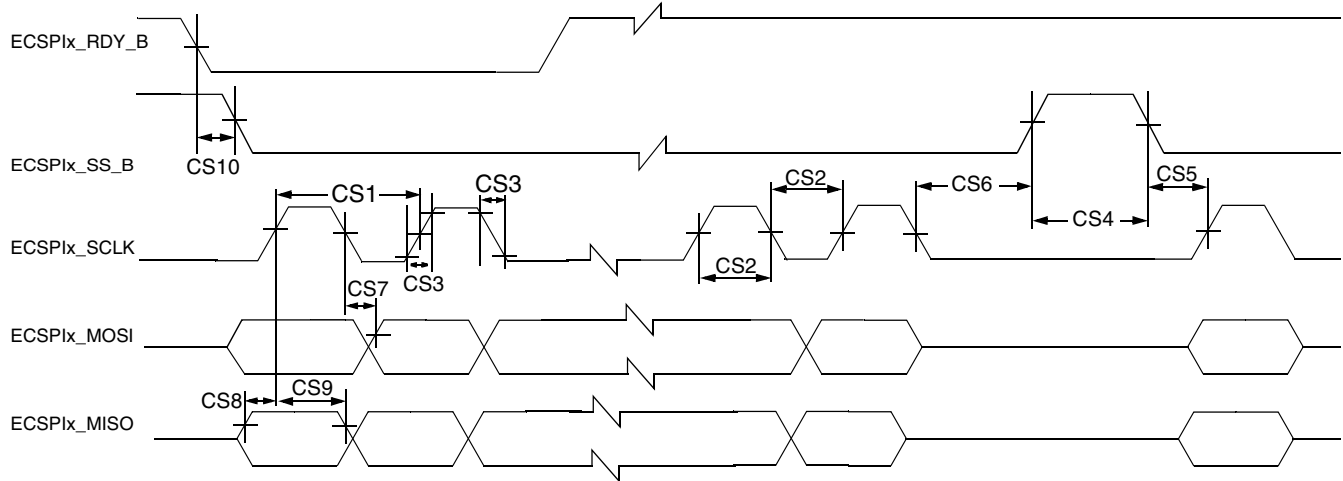 ECSPIx_RDY_B
CS10
ECSPIx_SS_B
CS1
CS3
CS2
CS6
CS5
CS4
ECSPIx_SCLK
CS3
CS2
CS7
ECSPIx_MOSI
CS8
CS9
ECSPIx_MISO